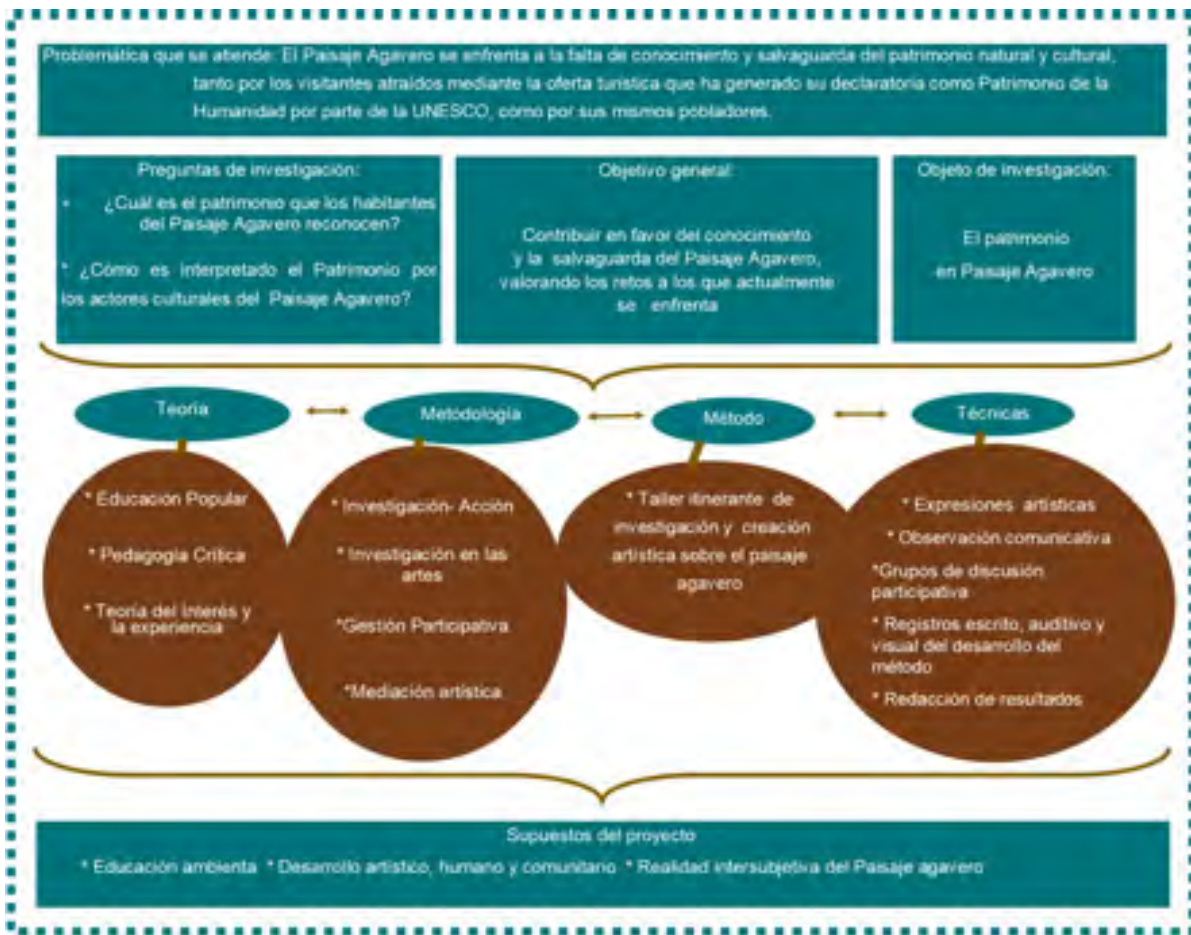 Problemática que se atiende: El Paisaje Agavero se enfrenta a la falta de conocimiento y salvaguarda del patrimonio natural y cultural,
tanto por los visitantes atraídos mediante la oferta turística que ha generado su declaratoria como Patrimonio de la
Humanidad por parte de la UNESCO, como por sus mismos pobladores.
Preguntas de investigación:
* ¿Cuál es el patrimonio que los habitantes
del Paisaje Agavero reconocen?
* ¿Cómo es interpretado el Patrimonio por
los actores culturales del Paisaje Agavero?
Objetivo general:
Contribuir en favor del conocimiento
y la salvaguarda del Paisaje Agavero,
valorando los retos a los que actualmente
se enfrenta
Objeto de investigación:
El patrimonio
en Paisaje Agavero
Teoría
Metodología
Método
Técnicas
* Educación Popular
* Pedagogía Crítica
* Teoría del Interés y
la experiencia
* Investigación- Acción
* Investigación en las
artes
*Gestión Participativa
*Mediación artística
* Taller itinerante de
investigación y creación
artística sobre el paisaje
agavero
* Expresiones artísticas
* Observación comunicativa
*Grupos de discusión
participativa
* Registros escrito, auditivo y
visual del desarrollo del
método
* Redacción de resultados
Supuestos del proyecto
* Educación ambienta * Desarrollo artístico, humano y comunitario * Realidad intersubjetiva del Paisaje agavero